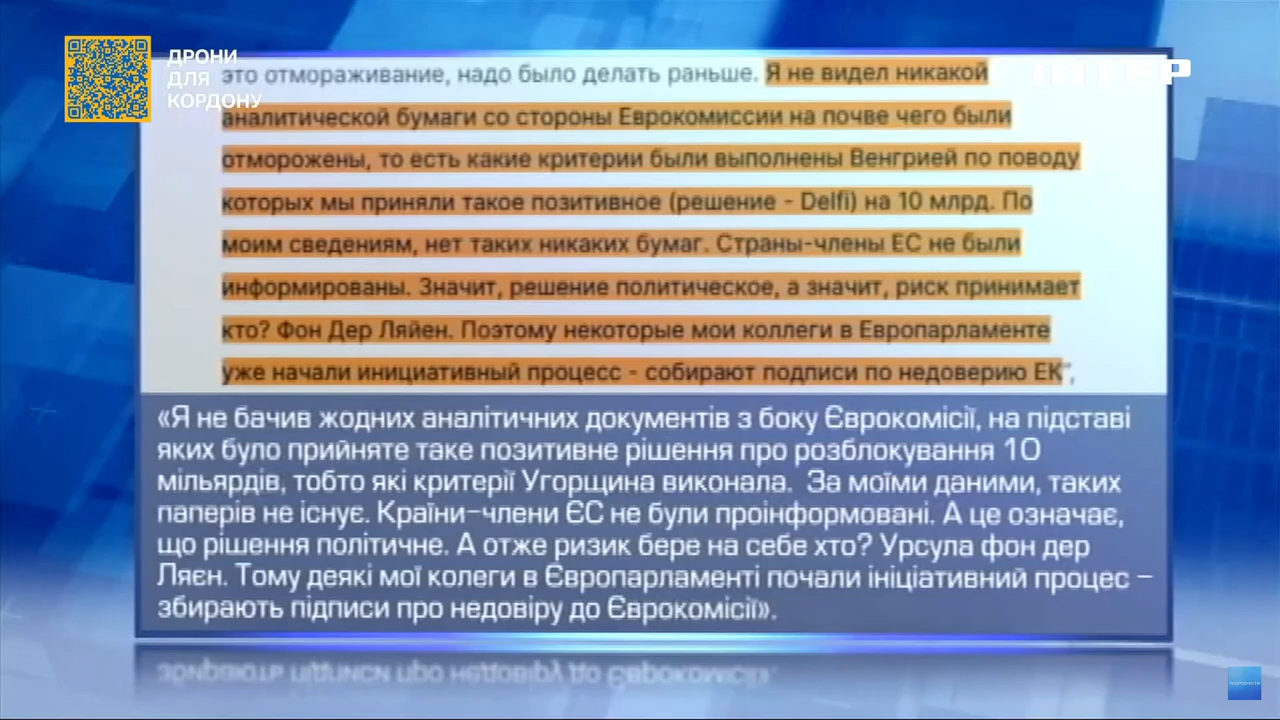 ДРОНИ
ДЛЯ
КОРДОНУ
ІНТЕР
это отмораживание, надо было делать раньше. Я не видел никакой
аналитической бумаги со стороны Еврокомиссии на почве чего были
отморожены, то есть какие критерии были выполнены Венгрией по поводу
которых мы приняли такое позитивное (решение - Delfi) на 10 млрд. По
моим сведениям, нет таких никаких бумаг. Страны-члены ЕС не были
информированы. Значит, решение политическое, а значит, риск принимает
кто? Фон Дер Ляйен. Поэтому некоторые мои коллеги в Европарламенте
уже начали инициативный процесс - собирают подписи по недоверию ЕК",
«Я не бачив жодних аналітичних документів з боку Єврокомісії, на підставі
яких було прийняте таке позитивне рішення про розблокування 10
мільярдів, тобто які критерії Угорщина виконала. За моїми даними, таких
паперів не існує. Країни–члени ЄС не були проінформовані. А це означає,
що рішення політичне. А отже ризик бере на себе хто? Урсула фон дер
Ляєн. Тому деякі мої колеги в Європарламенті почали ініціативний процес –
збирають підписи про недовіру до Єврокомісії».